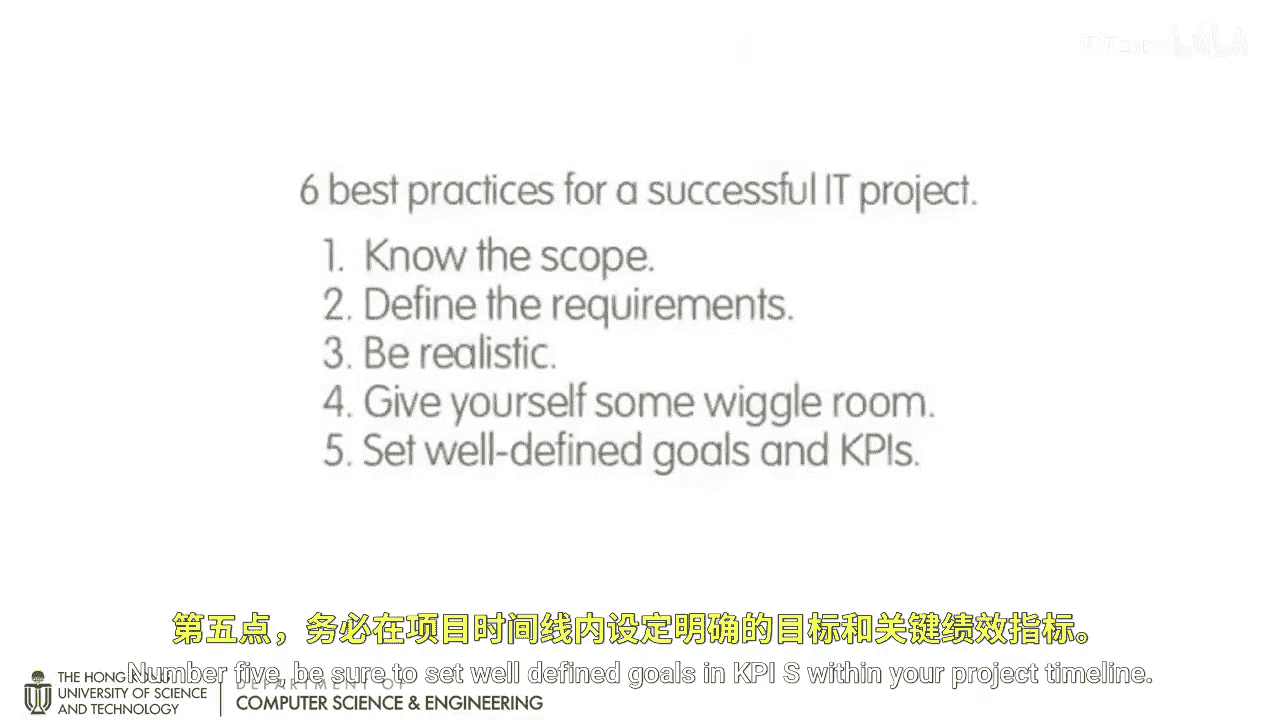 6 best practices for a successful IT project.
1. Know the scope.
2. Define the requirements.
3. Be realistic.
4. Give yourself some wiggle room.
5. Set well-defined goals and KPIs.
第五点，务必在项目时间线内设定明确的目标和关键绩效指标。
Number five, be sure to set well defined goals in KPI S within your project timeline.
THE HONG KONG
UNIVERSITY OF SCIENCE
AND TECHNOLOGY
DEPARTMENT OF
COMPUTER SCIENCE & ENGINEERING